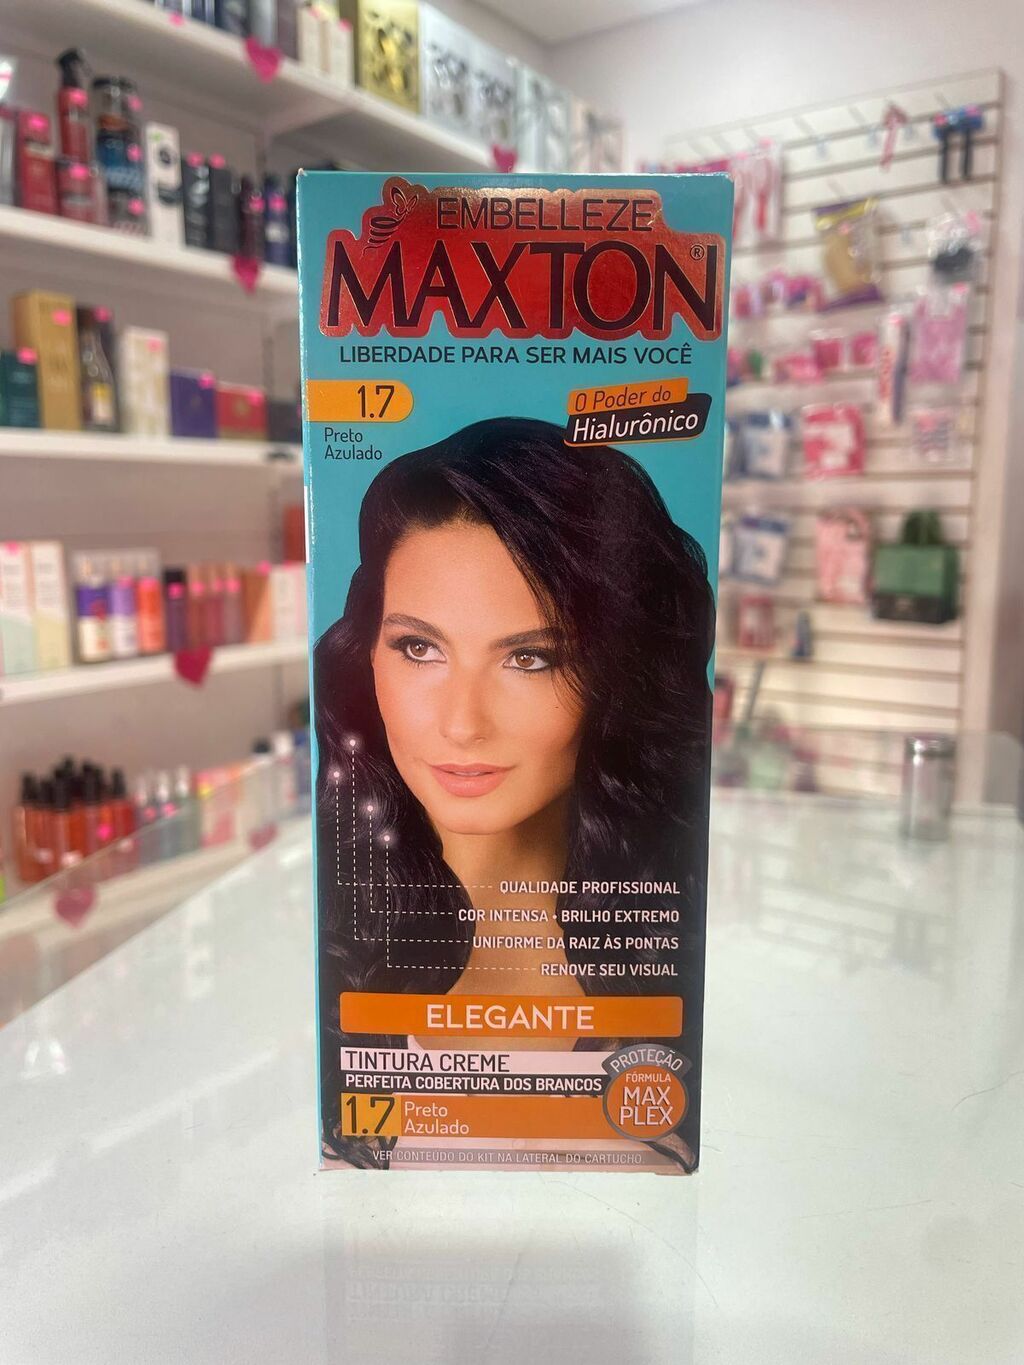 EMBELLEZE
MAXTON®
LIBERDADE PARA SER MAIS VOCÊ
1.7
Preto
Azulado
O Poder do
Hialurônico
QUALIDADE PROFISSIONAL
COR INTENSA • BRILHO EXTREMO
UNIFORME DA RAIZ ÀS PONTAS
RENOVE SEU VISUAL
ELEGANTE
TINTURA CREME
PERFEITA COBERTURA DOS BRANCOS
1.7 Preto
Azulado
PROTEÇÃO
FÓRMULA
MAX
PLEX
VER CONTEÚDO DO KIT NA LATERAL DO CARTUCHO.